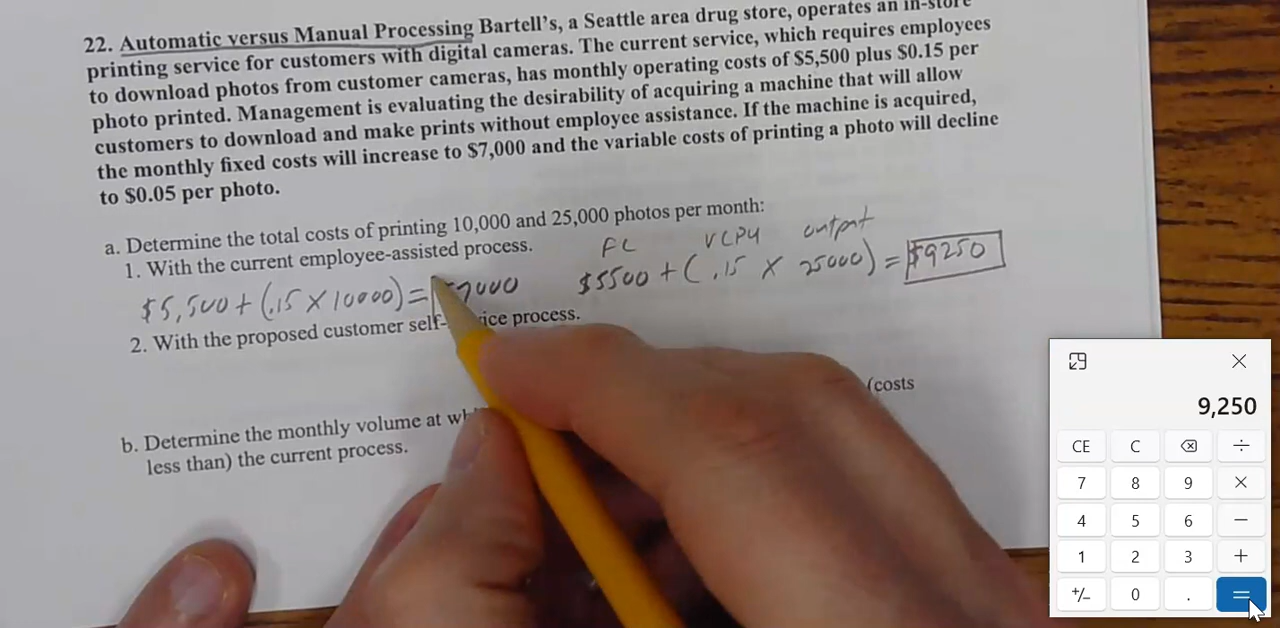 22. Automatic versus Manual Processing Bartell's, a Seattle area drug store, operates an in-store
printing service for customers with digital cameras. The current service, which requires employees
to download photos from customer cameras, has monthly operating costs of $5,500 plus $0.15 per
photo printed. Management is evaluating the desirability of acquiring a machine that will allow
customers to download and make prints without employee assistance. If the machine is acquired,
the monthly fixed costs will increase to $7,000 and the variable costs of printing a photo will decline
to $0.05 per photo.
a. Determine the total costs of printing 10,000 and 25,000 photos per month:
1. With the current employee-assisted process.
FC VCPU output
$5,500 + (.15 × 10000) = 7000
$5500 + (.15 × 25000) = $9250
2. With the proposed customer process.
b. Determine the monthly volume at (costs
less than) the current process.
9,250
CE C ⌫ ÷
7 8 9 ×
4 5 6 −
1 2 3 +
+/− 0 . =